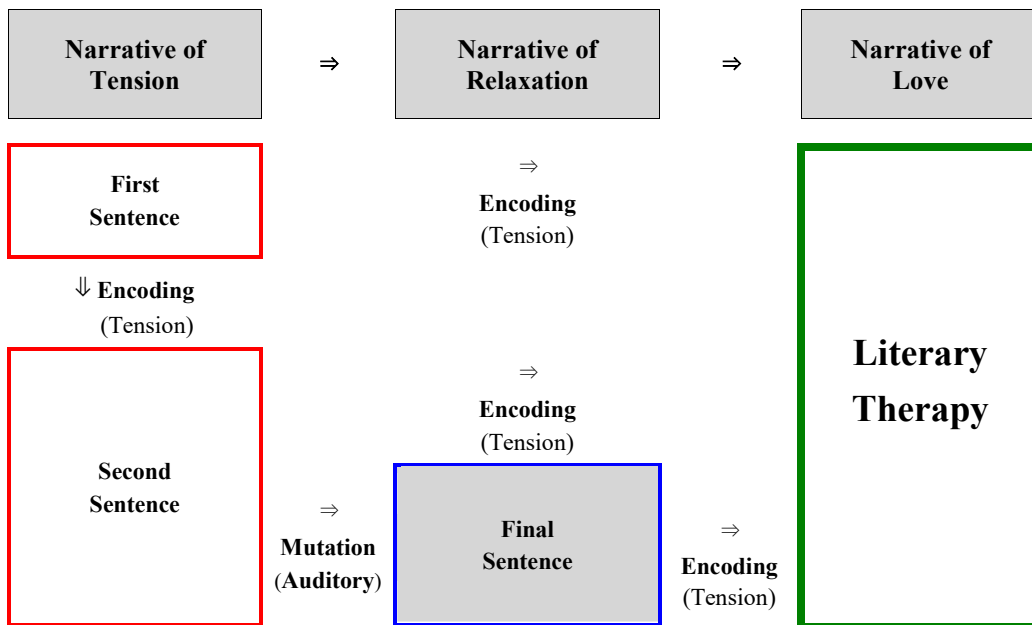 Narrative of
Tension
⇒
Narrative of
Relaxation
⇒
Narrative of
Love
First
Sentence
⇒
Encoding
(Tension)
⇓ Encoding
(Tension)
Second
Sentence
⇒
Encoding
(Tension)
⇒
Mutation
(Auditory)
Final
Sentence
⇒
Encoding
(Tension)
Literary
Therapy